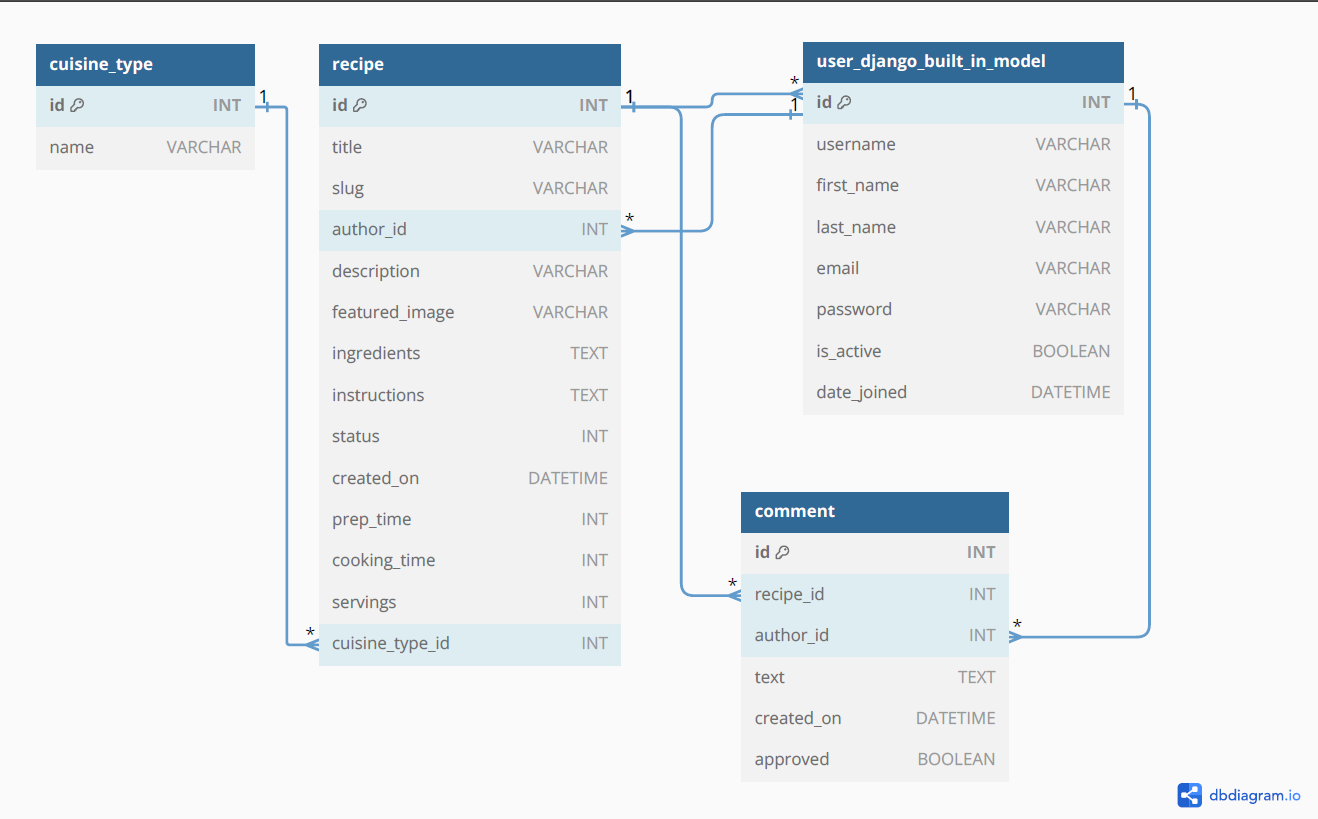 cuisine_type
id INT
name VARCHAR
1
*
recipe
id INT
title VARCHAR
slug VARCHAR
author_id INT
description VARCHAR
featured_image VARCHAR
ingredients TEXT
instructions TEXT
status INT
created_on DATETIME
prep_time INT
cooking_time INT
servings INT
cuisine_type_id INT
1
*
*
1
user_django_built_in_model
id INT
username VARCHAR
first_name VARCHAR
last_name VARCHAR
email VARCHAR
password VARCHAR
is_active BOOLEAN
date_joined DATETIME
1
*
comment
id INT
recipe_id INT
author_id INT
text TEXT
created_on DATETIME
approved BOOLEAN
*
dbdiagram.io